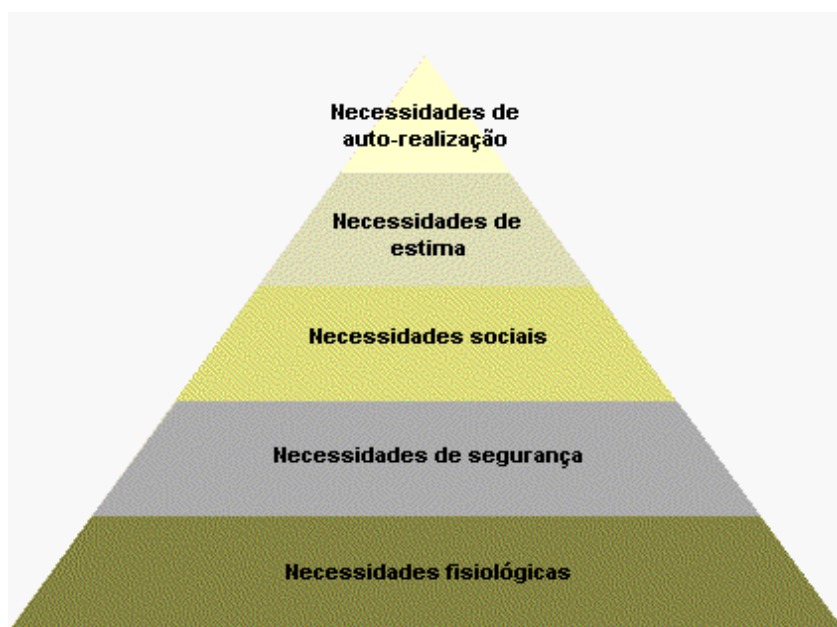 Necessidades de
auto-realização
Necessidades de
estima
Necessidades sociais
Necessidades de segurança
Necessidades fisiológicas